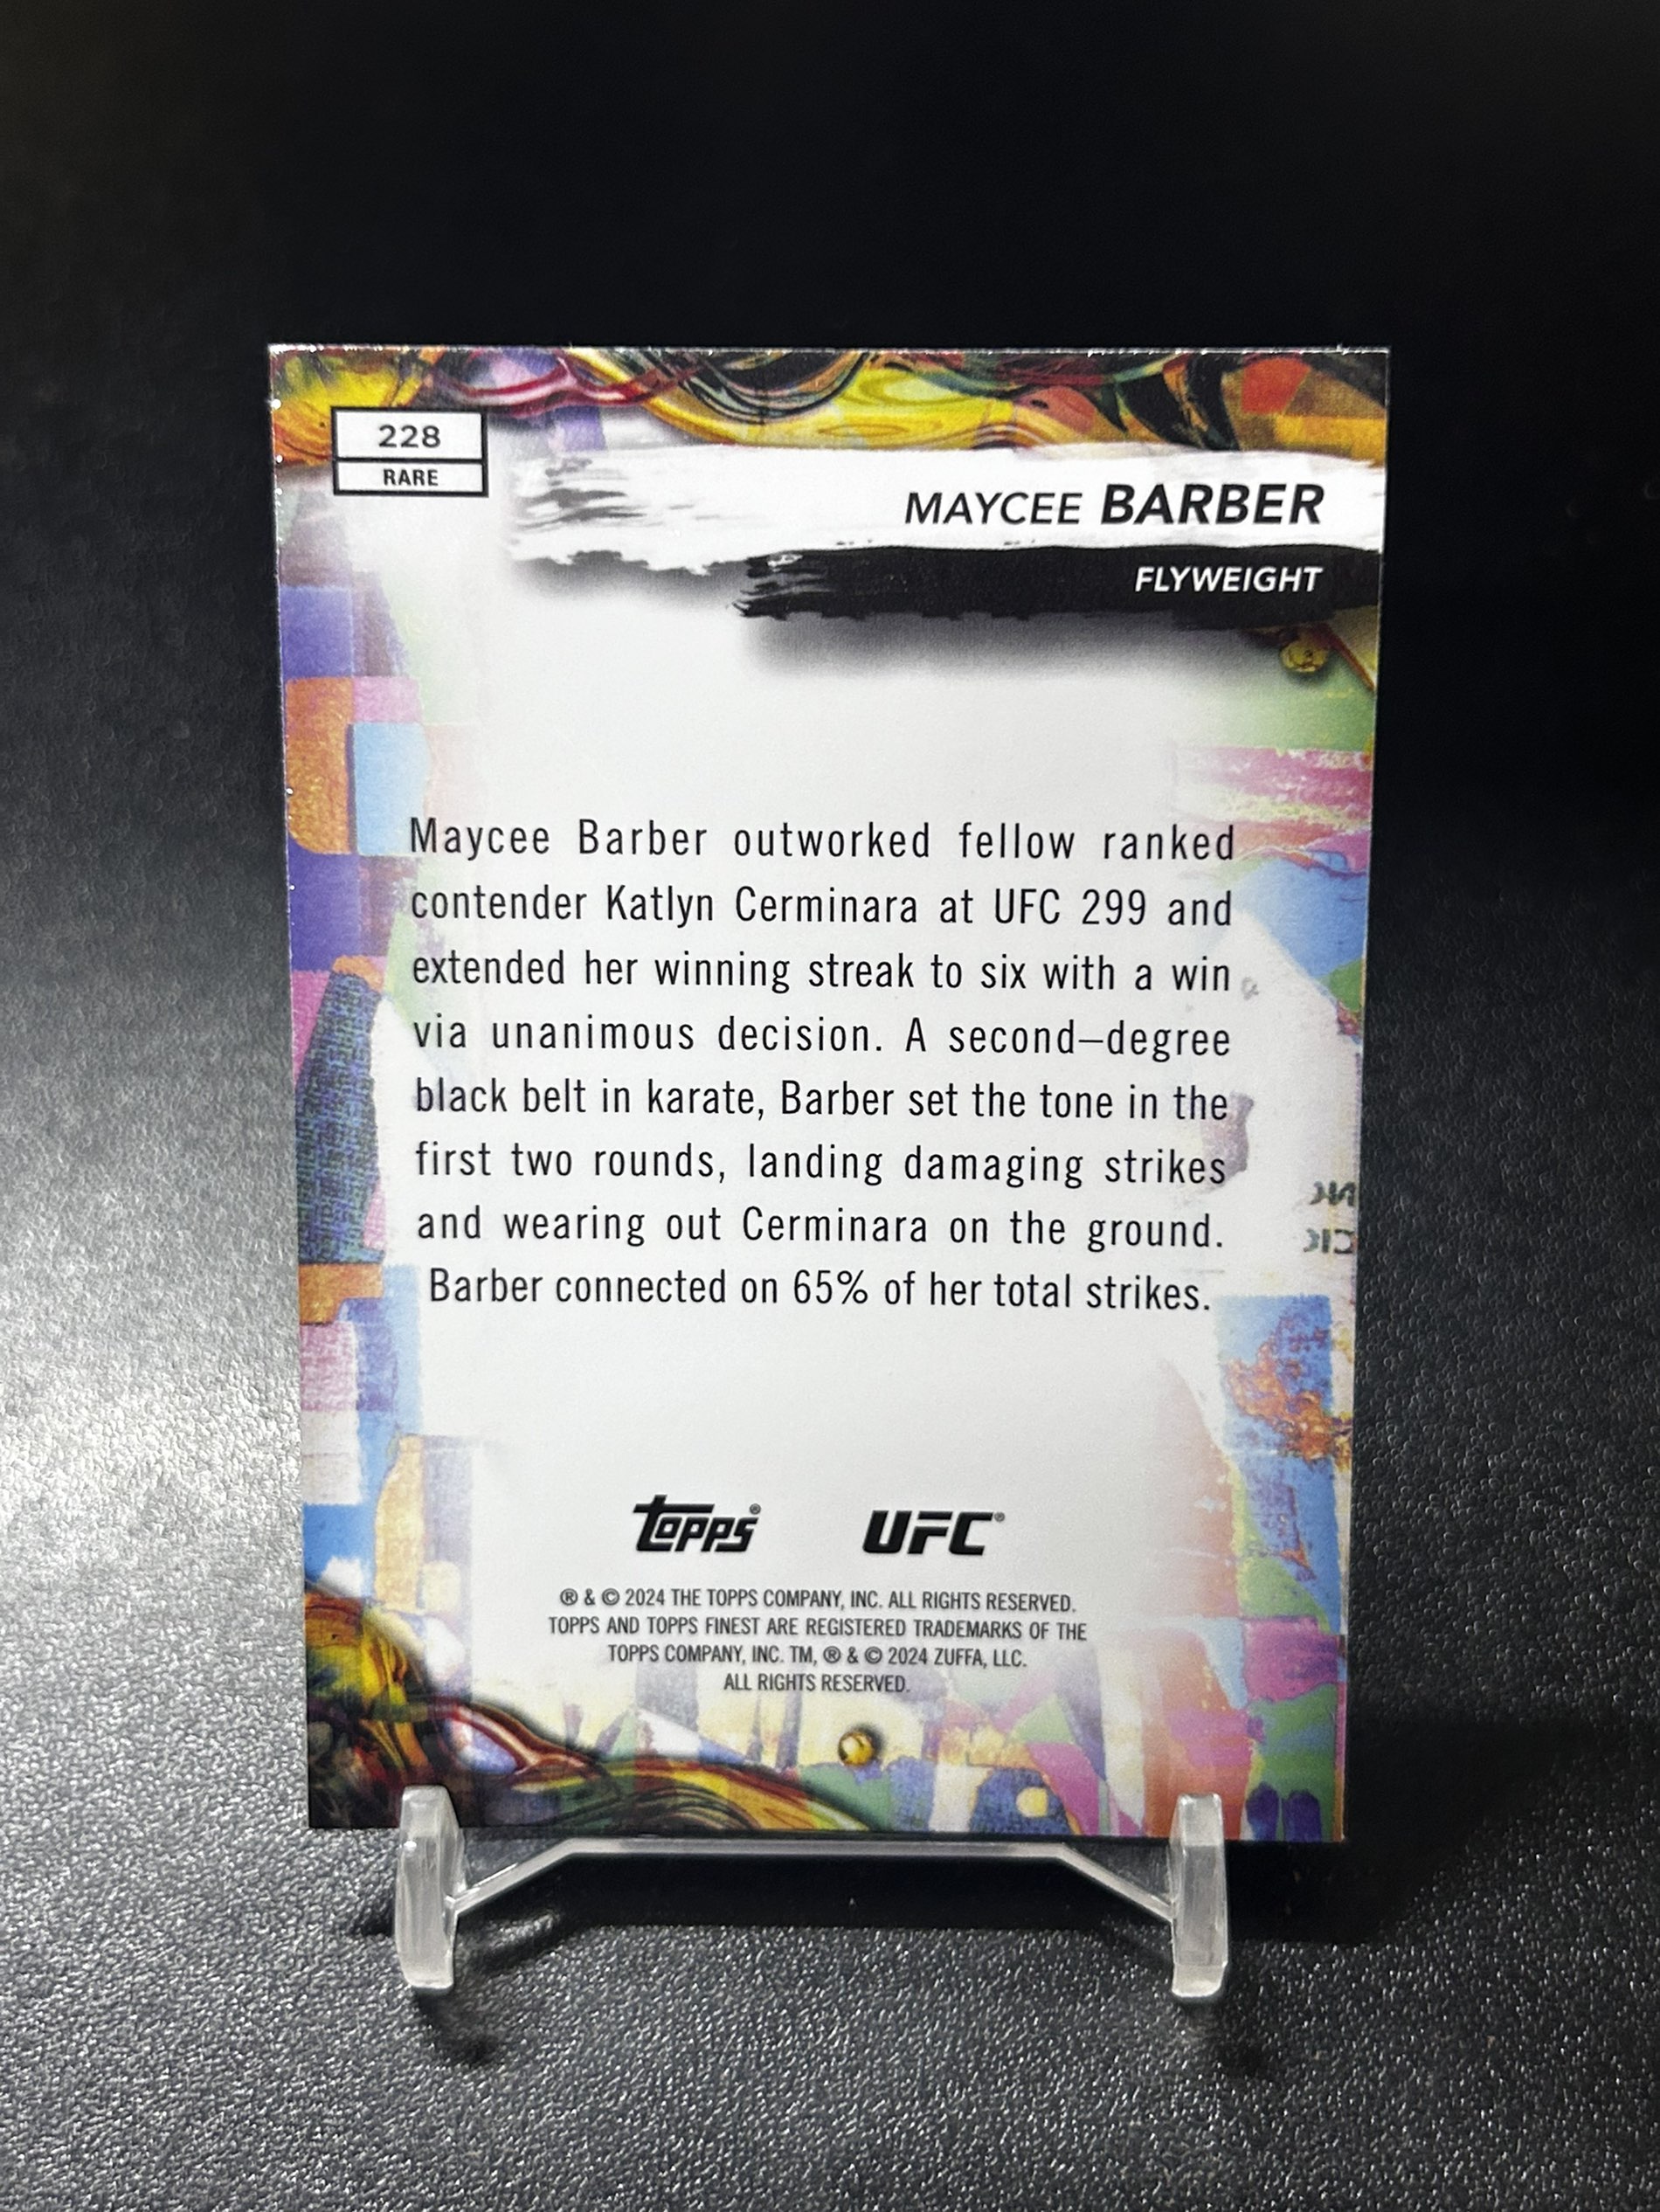 228
RARE
MAYCEE BARBER
FLYWEIGHT
Maycee Barber outworked fellow ranked
contender Katlyn Cerminara at UFC 299 and
extended her winning streak to six with a win
via unanimous decision. A second–degree
black belt in karate, Barber set the tone in the
first two rounds, landing damaging strikes
and wearing out Cerminara on the ground.
Barber connected on 65% of her total strikes.
topps® UFC®
® & © 2024 THE TOPPS COMPANY, INC. ALL RIGHTS RESERVED.
TOPPS AND TOPPS FINEST ARE REGISTERED TRADEMARKS OF THE
TOPPS COMPANY, INC. TM, ® & © 2024 ZUFFA, LLC.
ALL RIGHTS RESERVED.